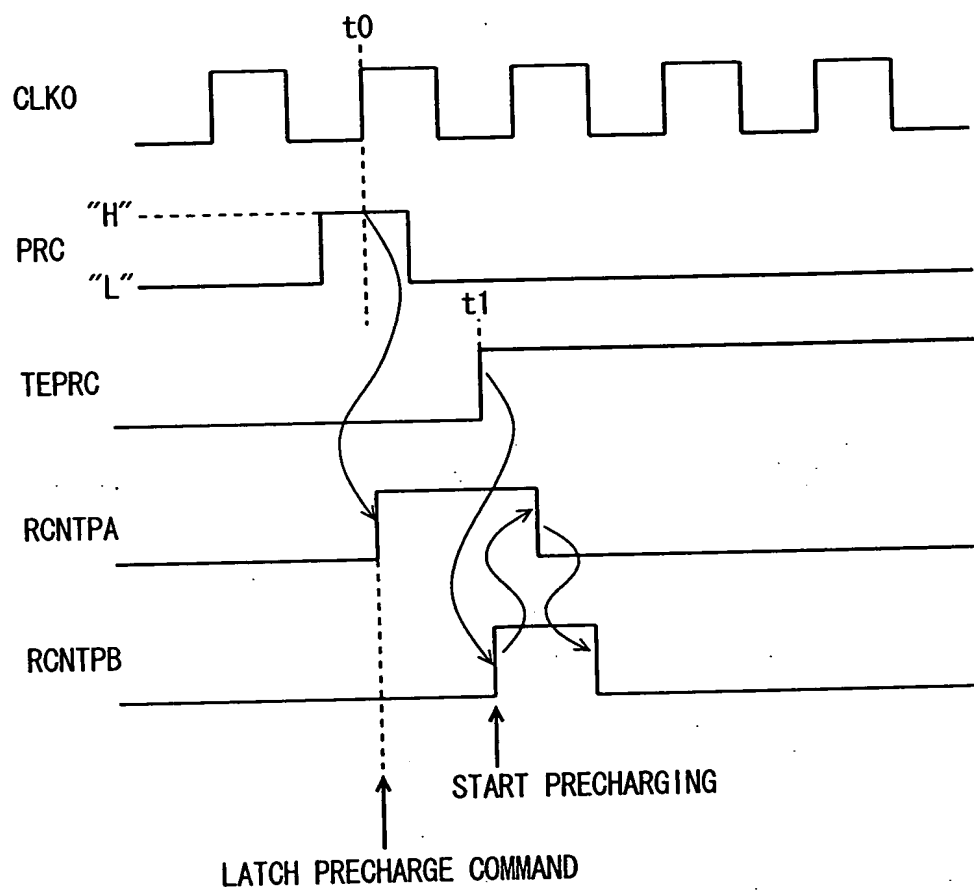 t0
CLK0
"H"
PRC
"L"
t1
TEPRC
RCNTPA
RCNTPB
START PRECHARGING
LATCH PRECHARGE COMMAND